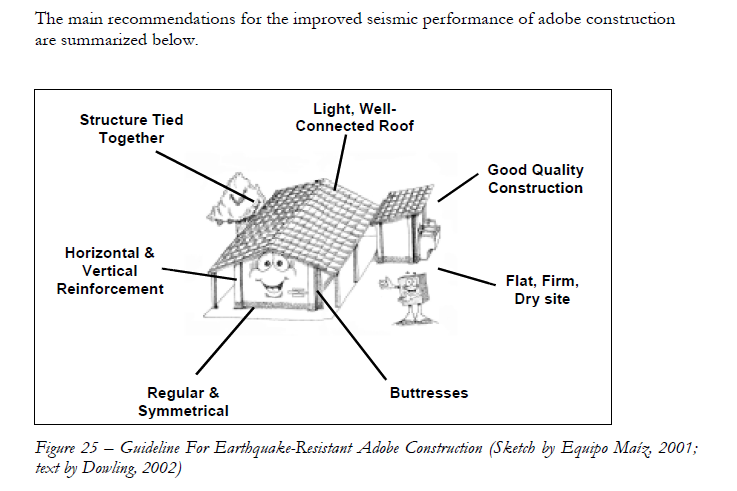 The main recommendations for the improved seismic performance of adobe construction
are summarized below.
Structure Tied
Together
Light, Well-
Connected Roof
Good Quality
Construction
Horizontal &
Vertical
Reinforcement
Flat, Firm,
Dry site
Regular &
Symmetrical
Buttresses
Figure 25 – Guideline For Earthquake-Resistant Adobe Construction (Sketch by Equipo Maíz, 2001;
text by Dowling, 2002)